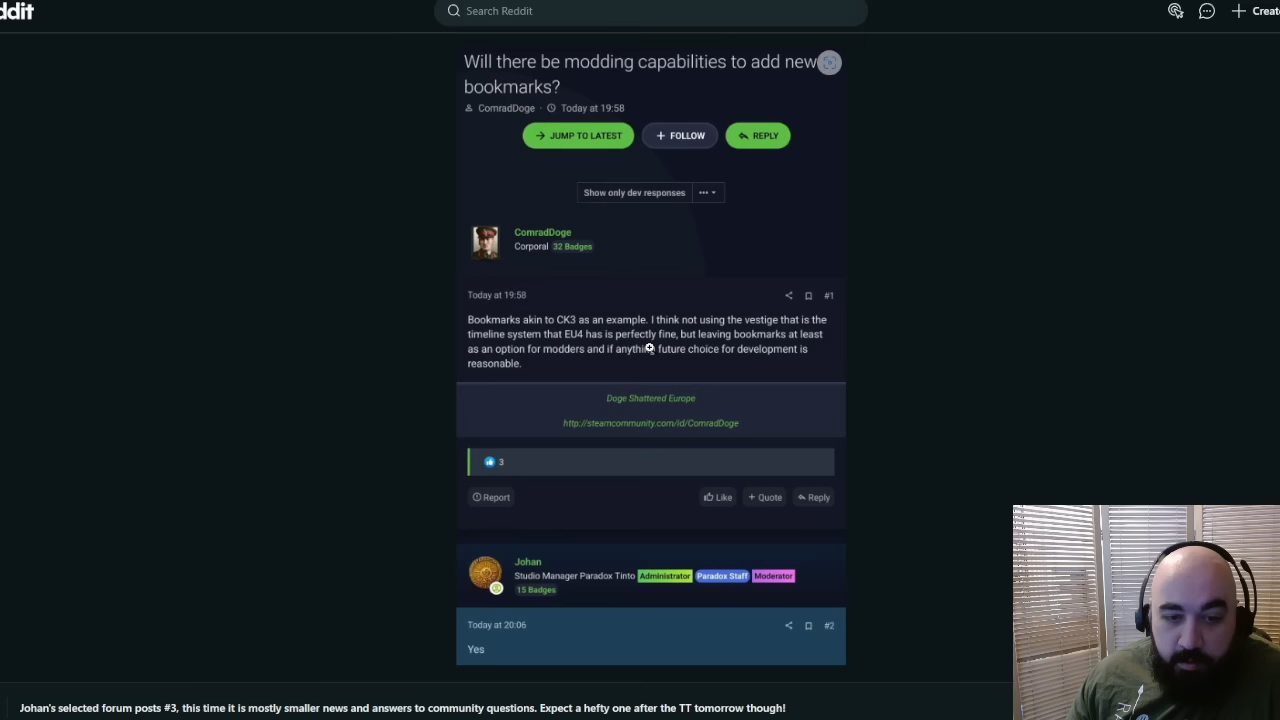 ddit
Search Reddit
Create
Will there be modding capabilities to add new
bookmarks?
ComradDoge · Today at 19:58
JUMP TO LATEST
+ FOLLOW
REPLY
Show only dev responses
ComradDoge
Corporal 32 Badges
Today at 19:58
#1
Bookmarks akin to CK3 as an example. I think not using the vestige that is the
timeline system that EU4 has is perfectly fine, but leaving bookmarks at least
as an option for modders and if anything future choice for development is
reasonable.
Doge Shattered Europe
http://steamcommunity.com/id/ComradDoge
3
Report
Like
+ Quote
Reply
Johan
Studio Manager Paradox Tinto Administrator Paradox Staff Moderator
15 Badges
Today at 20:06
#2
Yes
Johan's selected forum posts #3, this time it is mostly smaller news and answers to community questions. Expect a hefty one after the TT tomorrow though!